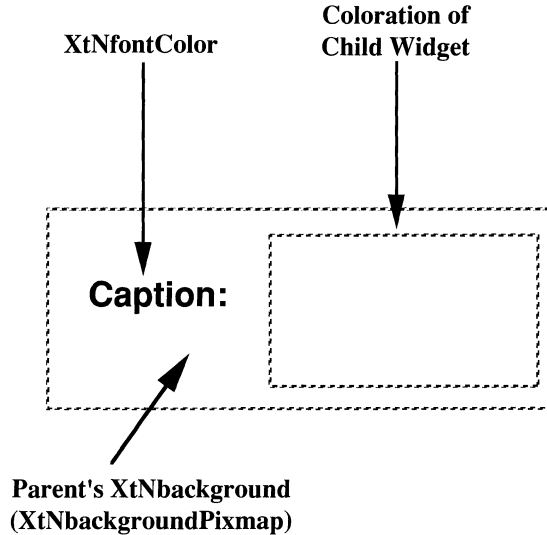 XtNfontColor
Coloration of
Child Widget
Caption:
Parent's XtNbackground
(XtNbackgroundPixmap)